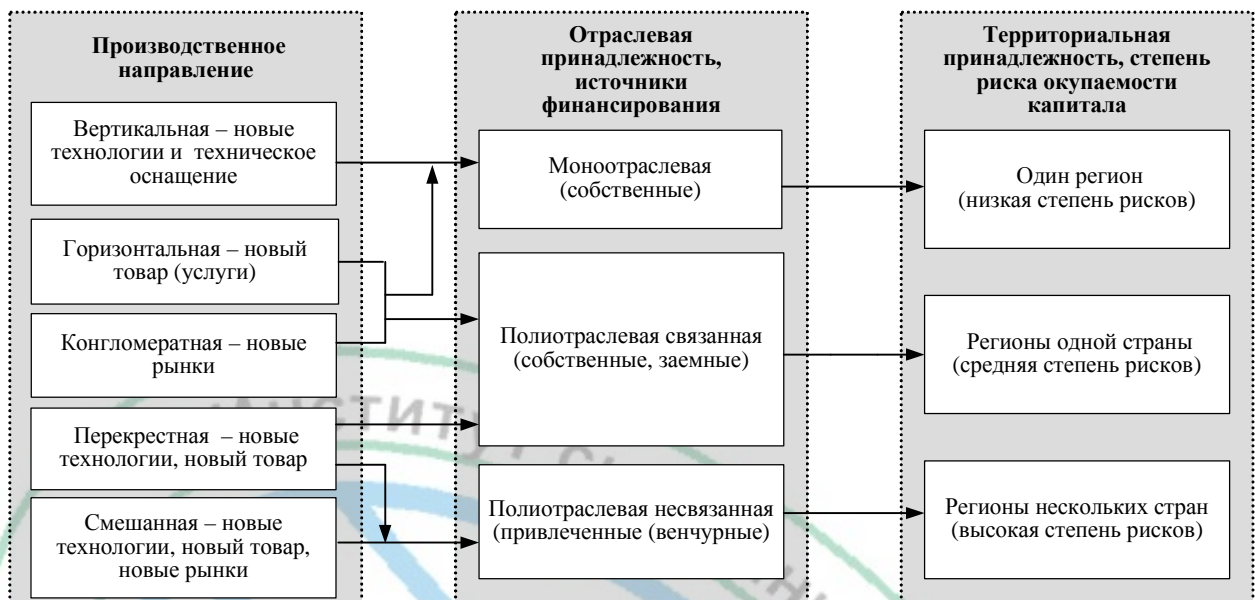 Производственное
направление
Вертикальная – новые
технологии и техническое
оснащение
Горизонтальная – новый
товар (услуги)
Конгломератная – новые
рынки
Перекрестная – новые
технологии, новый товар
Смешанная – новые
технологии, новый товар,
новые рынки
Отраслевая
принадлежность,
источники
финансирования
Моноотраслевая
(собственные)
Полиотраслевая связанная
(собственные, заемные)
Полиотраслевая несвязанная
(привлеченные (венчурные)
Территориальная
принадлежность, степень
риска окупаемости
капитала
Один регион
(низкая степень рисков)
Регионы одной страны
(средняя степень рисков)
Регионы нескольких стран
(высокая степень рисков)